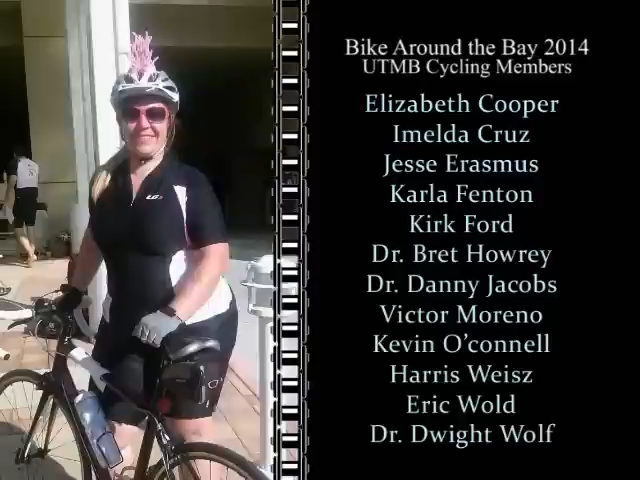 Bike Around the Bay 2014
UTMB Cycling Members
Elizabeth Cooper
Imelda Cruz
Jesse Erasmus
Karla Fenton
Kirk Ford
Dr. Bret Howrey
Dr. Danny Jacobs
Victor Moreno
Kevin O'connell
Harris Weisz
Eric Wold
Dr. Dwight Wolf